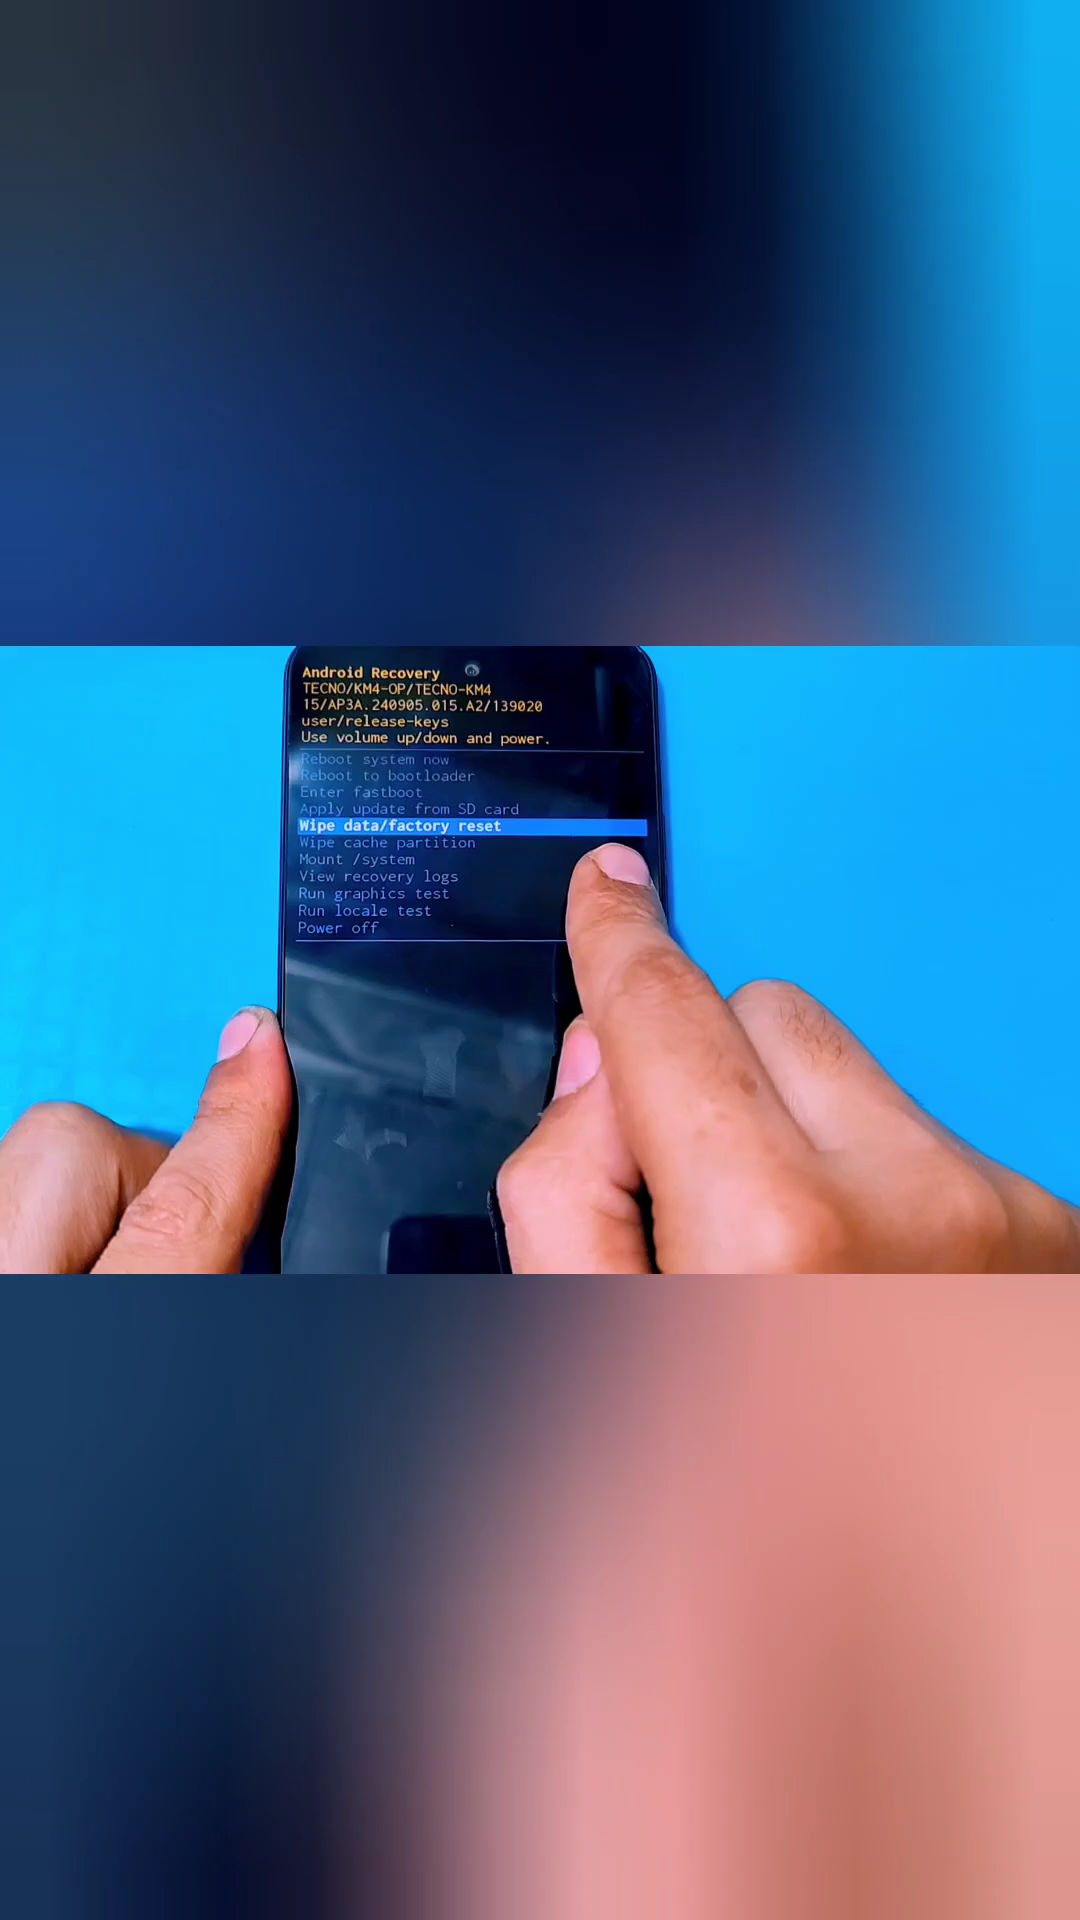 Android Recovery
TECNO/KM4-OP/TECNO-KM4
15/AP3A.240905.015.A2/139020
user/release-keys
Use volume up/down and power.
Reboot system now
Reboot to bootloader
Enter fastboot
Apply update from SD card
Wipe data/factory reset
Wipe cache partition
Mount /system
View recovery logs
Run graphics test
Run locale test
Power off